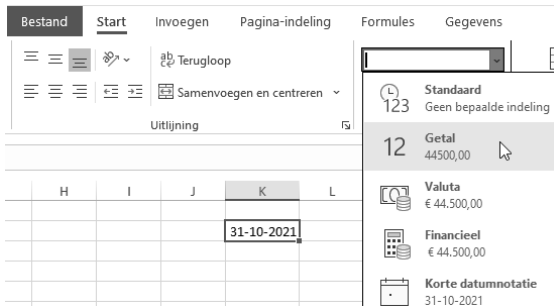 Bestand Start Invoegen Pagina-indeling Formules Gegevens
ab Terugloop
Samenvoegen en centreren
Uitlijning
123 Standaard
Geen bepaalde indeling
12 Getal
44500,00
Valuta
€ 44.500,00
Financieel
€ 44.500,00
Korte datumnotatie
31-10-2021
H I J K L
31-10-2021